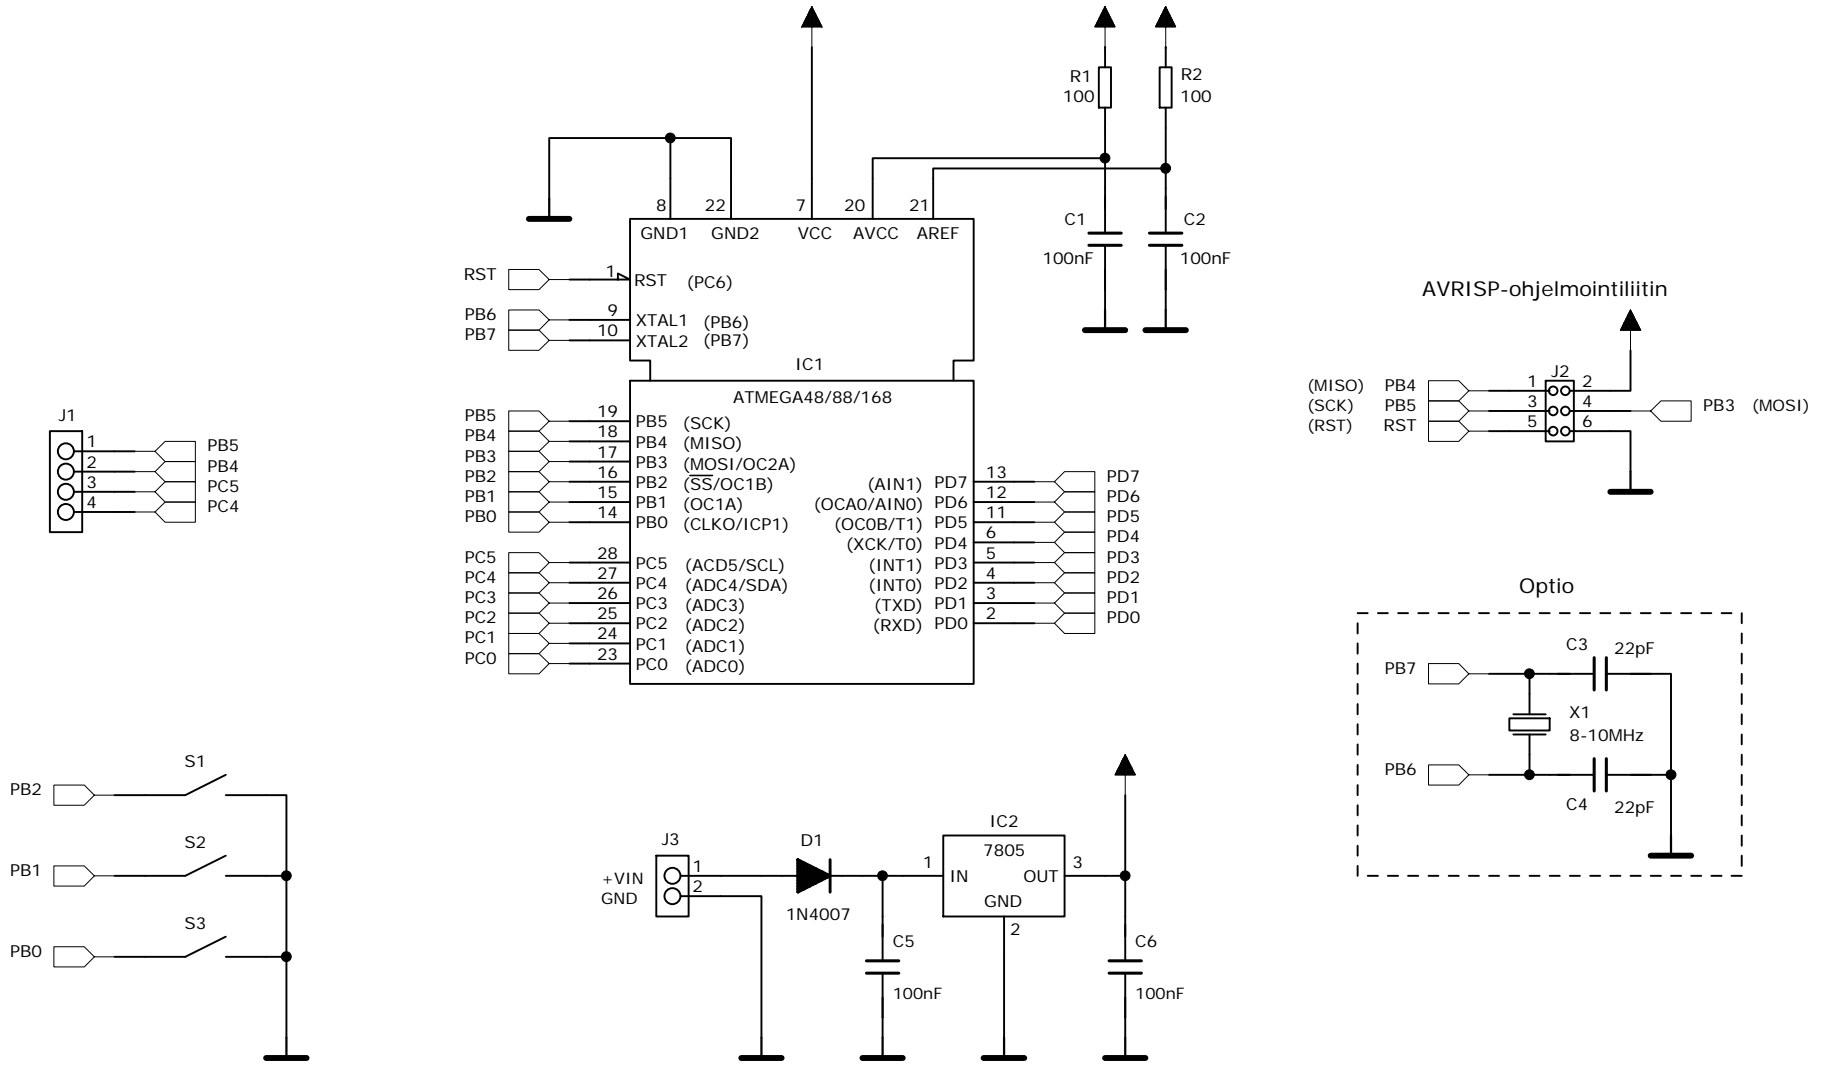 R1
100
R2
100
8
22
7
20
21
GND1
GND2
VCC
AVCC
AREF
C1
100nF
C2
100nF
RST
1
RST
(PC6)
PB6
9
XTAL1
(PB6)
PB7
10
XTAL2
(PB7)
IC1
ATMEGA48/88/168
PB5
19
PB5
(SCK)
PB4
18
PB4
(MISO)
PB3
17
PB3
(MOSI/OC2A)
PB2
16
PB2
(SS/OC1B)
PB1
15
PB1
(OC1A)
PB0
14
PB0
(CLKO/ICP1)
PC5
28
PC5
(ACD5/SCL)
PC4
27
PC4
(ADC4/SDA)
PC3
26
PC3
(ADC3)
PC2
25
PC2
(ADC2)
PC1
24
PC1
(ADC1)
PC0
23
PC0
(ADC0)
(AIN1)
PD7
13
PD7
(OCA0/AIN0)
PD6
12
PD6
(OC0B/T1)
PD5
11
PD5
(XCK/T0)
PD4
6
PD4
(INT1)
PD3
5
PD3
(INT0)
PD2
4
PD2
(TXD)
PD1
3
PD1
(RXD)
PD0
2
PD0
J1
1
PB5
2
PB4
3
PC5
4
PC4
AVRISP-ohjelmointiliitin
J2
(MISO)
PB4
1
2
(SCK)
PB5
3
4
PB3
(MOSI)
(RST)
RST
5
6
Optio
PB7
C3
22pF
X1
8-10MHz
PB6
C4
22pF
S1
PB2
S2
PB1
S3
PB0
J3
+VIN
1
GND
2
D1
1N4007
C5
100nF
IC2
7805
1
IN
OUT
3
GND
2
C6
100nF